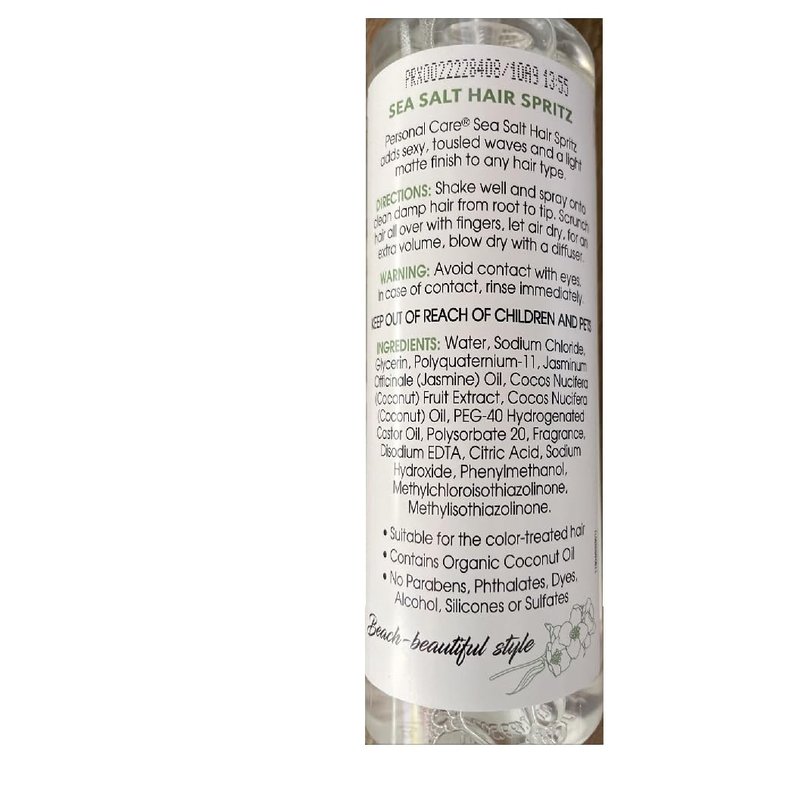 PRX0022228408/10A9 13:55
SEA SALT HAIR SPRITZ
Personal Care® Sea Salt Hair Spritz
adds sexy, tousled waves and a light
matte finish to any hair type.
DIRECTIONS: Shake well and spray onto
clean damp hair from root to tip. Scrunch
hair all over with fingers, let air dry, for an
extra volume, blow dry with a diffuser.
WARNING: Avoid contact with eyes.
In case of contact, rinse immediately.
KEEP OUT OF REACH OF CHILDREN AND PETS
INGREDIENTS: Water, Sodium Chloride,
Glycerin, Polyquaternium-11, Jasminum
Officinale (Jasmine) Oil, Cocos Nucifera
(Coconut) Fruit Extract, Cocos Nucifera
(Coconut) Oil, PEG-40 Hydrogenated
Castor Oil, Polysorbate 20, Fragrance,
Disodium EDTA, Citric Acid, Sodium
Hydroxide, Phenylmethanol,
Methylchloroisothiazolinone,
Methylisothiazolinone.
• Suitable for the color-treated hair
• Contains Organic Coconut Oil
• No Parabens, Phthalates, Dyes,
Alcohol, Silicones or Sulfates
Beach-beautiful style